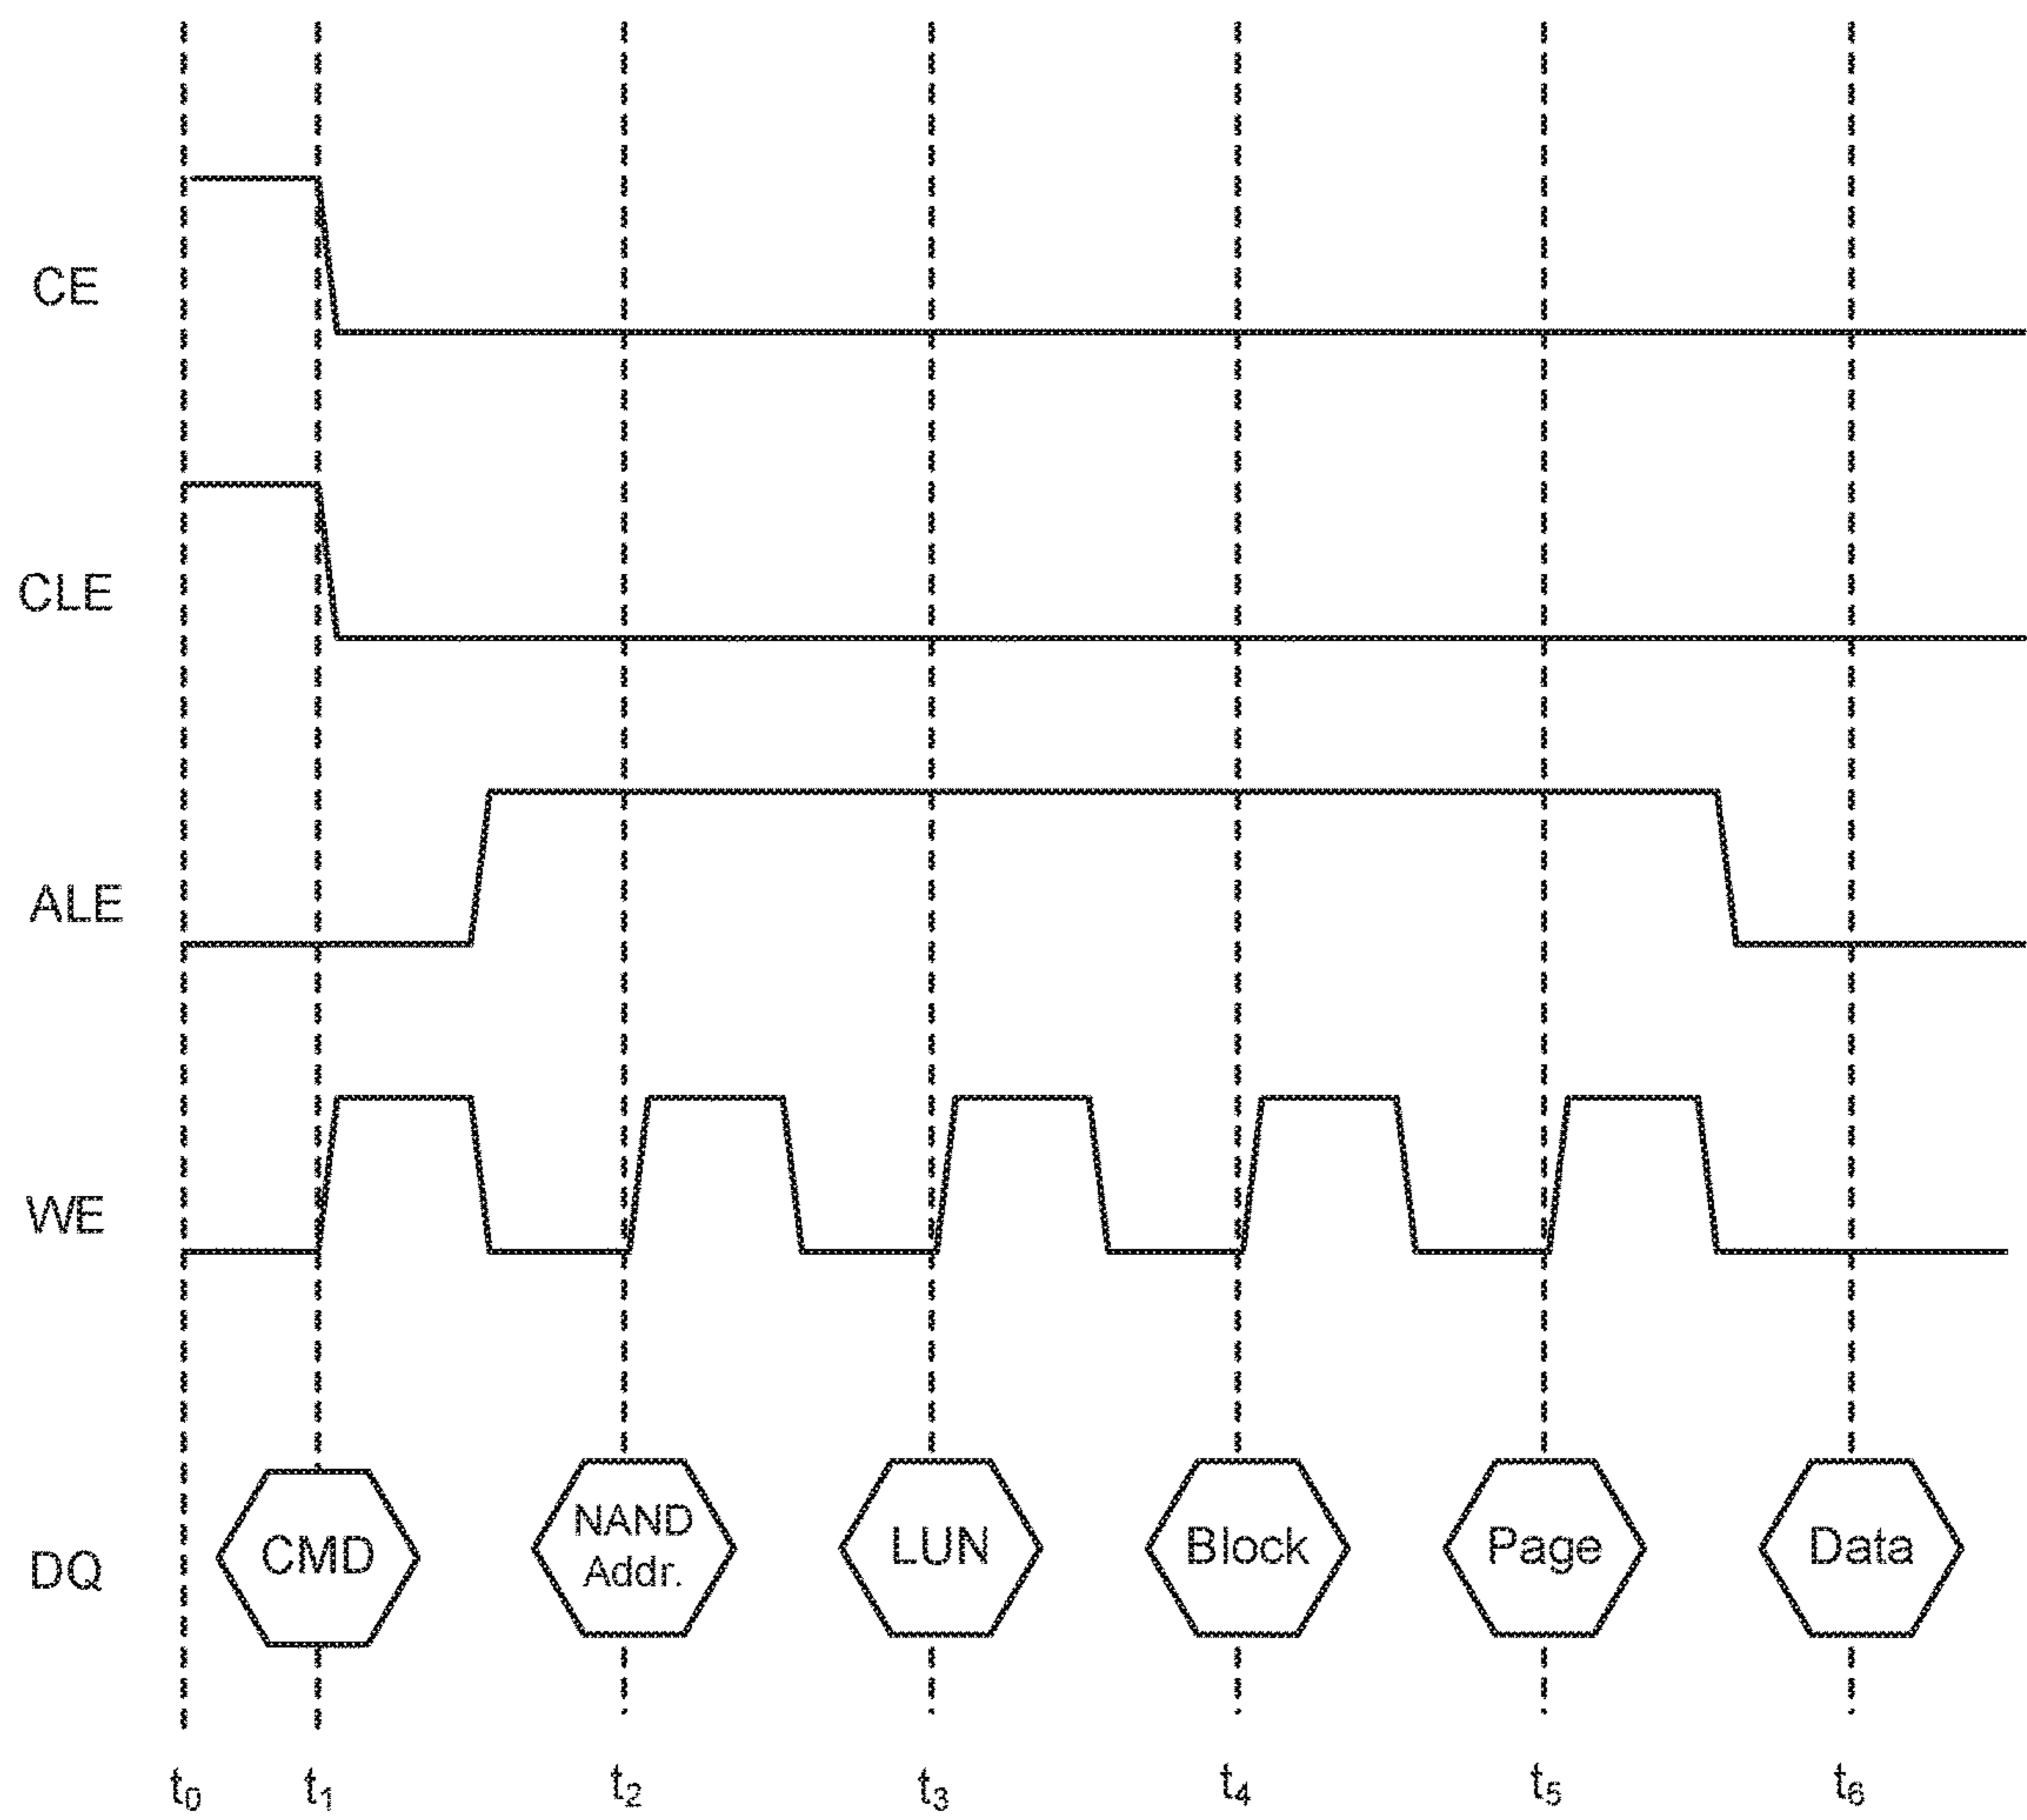 CE
CLE
ALE
WE
DQ
CMD
NAND
Addr.
LUN
Block
Page
Data
t0
t1
t2
t3
t4
t5
t6